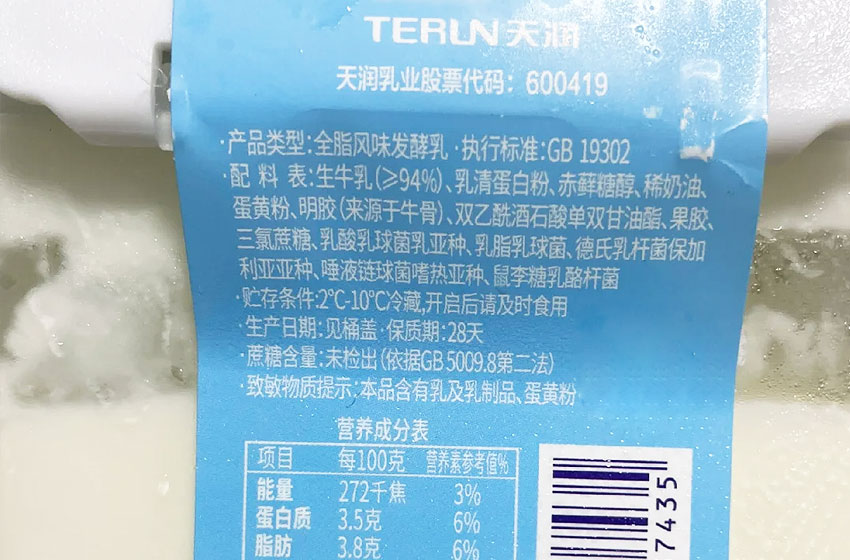 TERUN天润
天润乳业股票代码：600419
·产品类型：全脂风味发酵乳 ·执行标准：GB 19302
·配 料 表：生牛乳（≥94%）、乳清蛋白粉、赤藓糖醇、稀奶油、
蛋黄粉、明胶（来源于牛骨）、双乙酰酒石酸单双甘油酯、果胶、
三氯蔗糖、乳酸乳球菌乳亚种、乳脂乳球菌、德氏乳杆菌保加
利亚亚种、唾液链球菌嗜热亚种、鼠李糖乳酪杆菌
·贮存条件：2℃-10℃冷藏，开启后请及时食用
·生产日期：见桶盖 ·保质期：28天
·蔗糖含量：未检出（依据GB 5009.8第二法）
·致敏物质提示：本品含有乳及乳制品、蛋黄粉
营养成分表
项目 每100克 营养素参考值%
能量 272千焦 3%
蛋白质 3.5克 6%
脂肪 3.8克 6%
7435